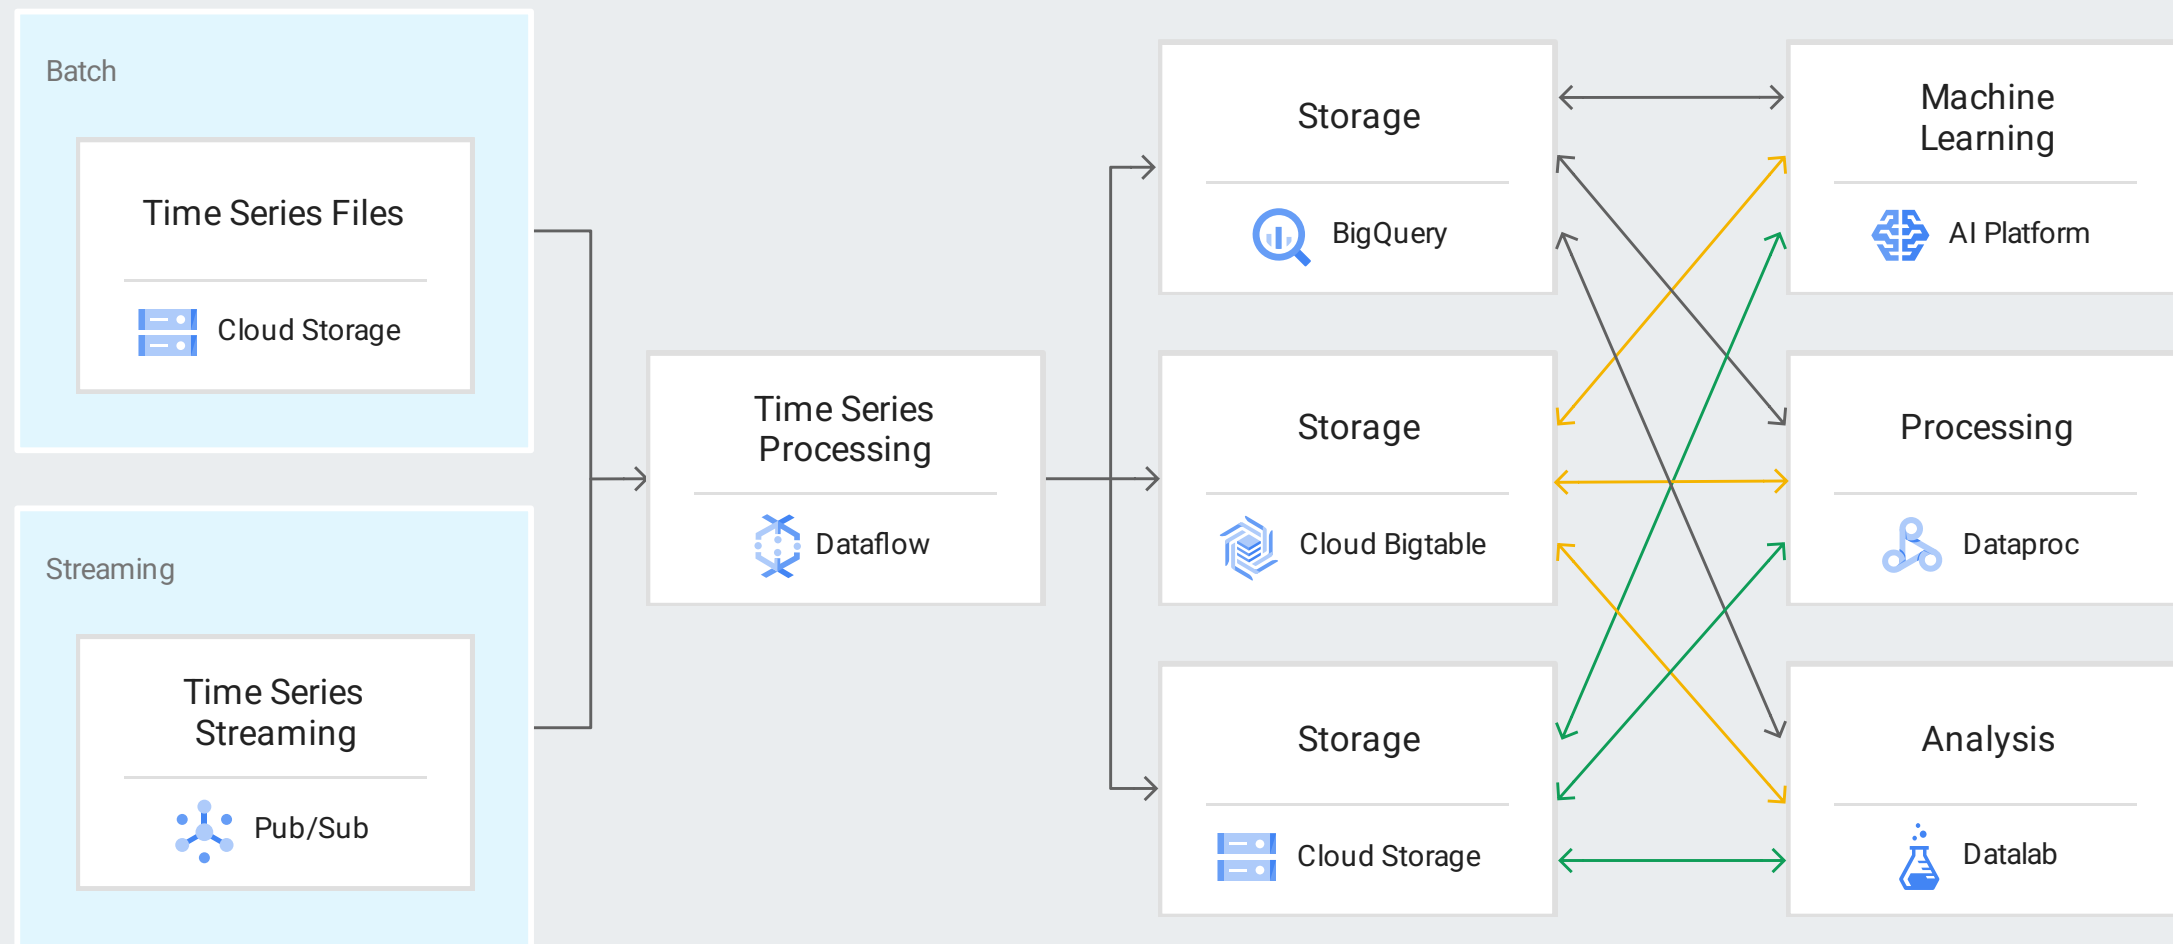 Batch
Time Series Files
Cloud Storage
Streaming
Time Series
Streaming
Pub/Sub
Time Series
Processing
Dataflow
Storage
BigQuery
Storage
Cloud Bigtable
Storage
Cloud Storage
Machine
Learning
AI Platform
Processing
Dataproc
Analysis
Datalab